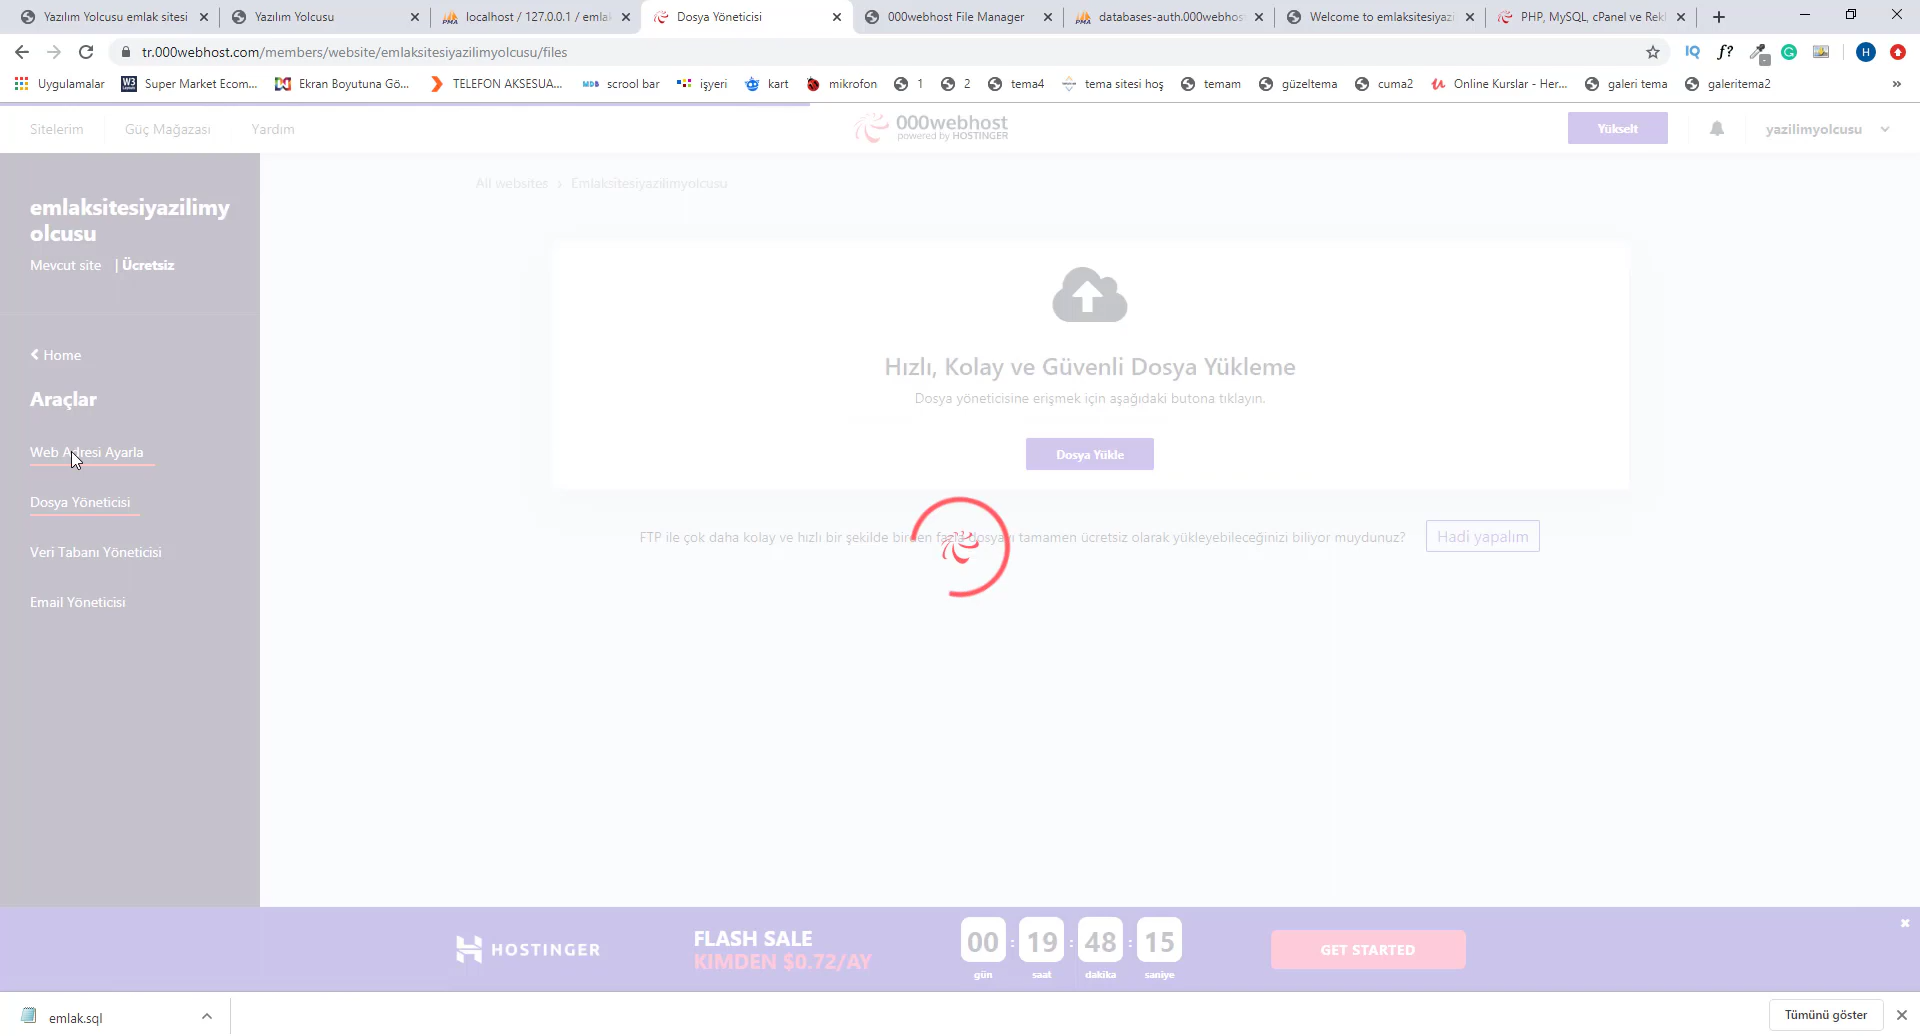 Yazılım Yolcusu emlak sitesi
Yazılım Yolcusu
localhost / 127.0.0.1 / emlak
Dosya Yöneticisi
000webhost File Manager
databases-auth.000webhos
Welcome to emlaksitesiyazi
PHP, MySQL, cPanel ve Rekl
tr.000webhost.com/members/website/emlaksitesiyazilimyolcusu/files
IQ
f?
H
Uygulamalar
Super Market Ecom...
Ekran Boyutuna Gö...
TELEFON AKSESUA...
scrool bar
işyeri
kart
mikrofon
1
2
tema4
tema sitesi hoş
temam
güzeltema
cuma2
Online Kurslar - Her...
galeri tema
galeritema2
»
Sitelerim
Güç Mağazası
Yardım
000webhost
powered by HOSTINGER
Yükselt
yazilimyolcusu
emlaksitesiyazilimy
olcusu
Mevcut site | Ücretsiz
All websites › Emlaksitesiyazilimyolcusu
Home
Araçlar
Web Adresi Ayarla
Dosya Yöneticisi
Veri Tabanı Yöneticisi
Email Yöneticisi
Hızlı, Kolay ve Güvenli Dosya Yükleme
Dosya yöneticisine erişmek için aşağıdaki butona tıklayın.
Dosya Yükle
FTP ile çok daha kolay ve hızlı bir şekilde birden fazla dosyayı tamamen ücretsiz olarak yükleyebileceğinizi biliyor muydunuz?
Hadi yapalım
HOSTINGER
FLASH SALE
KIMDEN $0.72/AY
00 : 19 : 48 : 15
gün saat dakika saniye
GET STARTED
emlak.sql
Tümünü göster